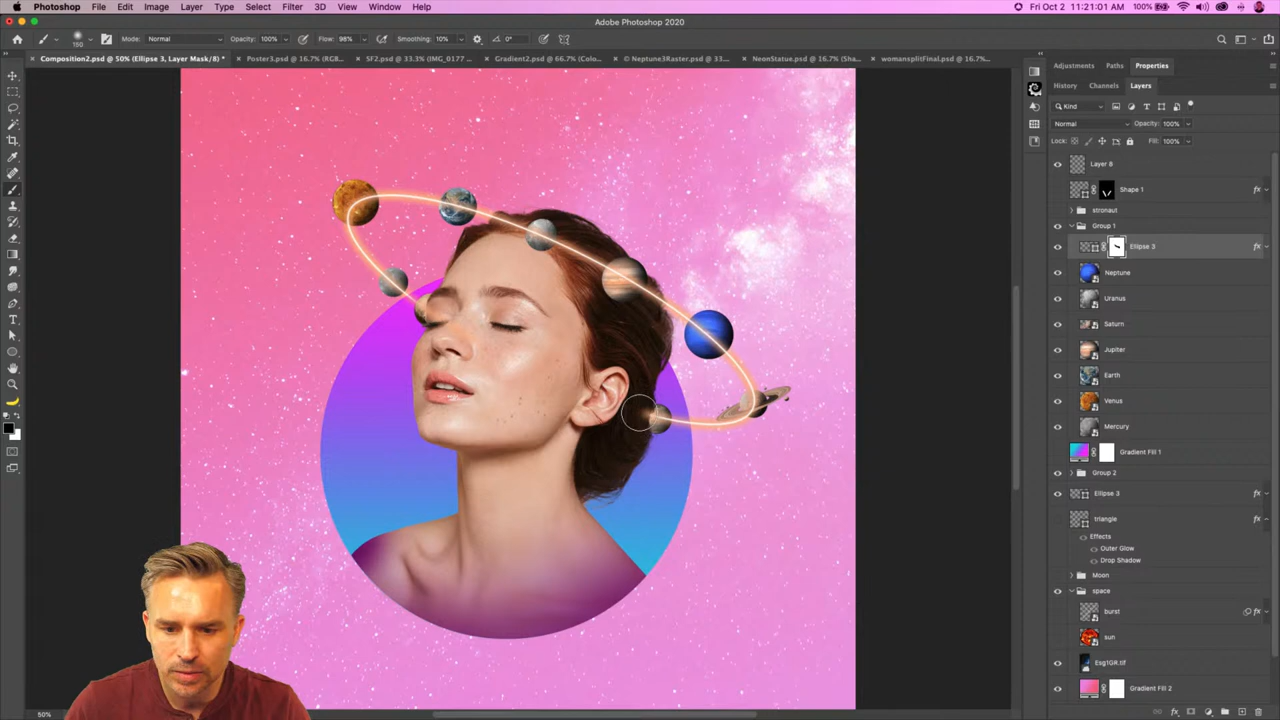 Photoshop File Edit Image Layer Type Select Filter 3D View Window Help 100% Fri Oct 2 11:21:01 AM
Adobe Photoshop 2020
150 Mode: Normal Opacity: 100% Flow: 98% Smoothing: 10% 0°
Composition2.psd @ 50% (Ellipse 3, Layer Mask/8) * Poster3.psd @ 16.7% (RG8... SF2.psd @ 33.3% (IMG_0177 ... Gradient2.psd @ 66.7% (Colo... © Neptune3Raster.psd @ 33.... NeonStatue.psd @ 16.7% (Sha... womansplitFinal.psd @ 16.7%...
Adjustments Paths Properties
History Channels Layers
Kind
Normal Opacity: 100%
Lock: Fill: 100%
Layer 8
Shape 1 fx
stronaut
Group 1
Ellipse 3 fx
Neptune
Uranus
Saturn
Jupiter
Earth
Venus
Mercury
Gradient Fill 1
Group 2
Ellipse 3 fx
triangle fx
Effects
Outer Glow
Drop Shadow
Moon
space
burst fx
sun
Esg1GR.tif
Gradient Fill 2
50% fx